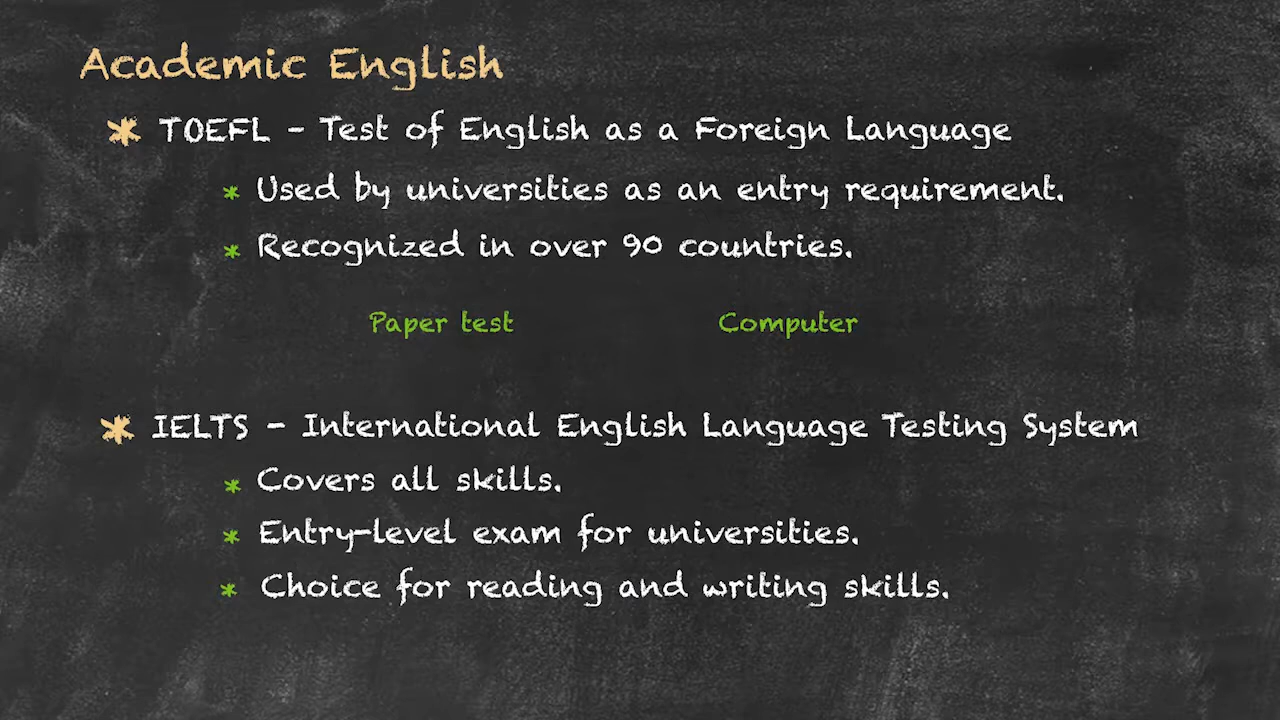 Academic English
* TOEFL - Test of English as a Foreign Language
* Used by universities as an entry requirement.
* Recognized in over 90 countries.
Paper test Computer
* IELTS - International English Language Testing System
* Covers all skills.
* Entry-level exam for universities.
* Choice for reading and writing skills.